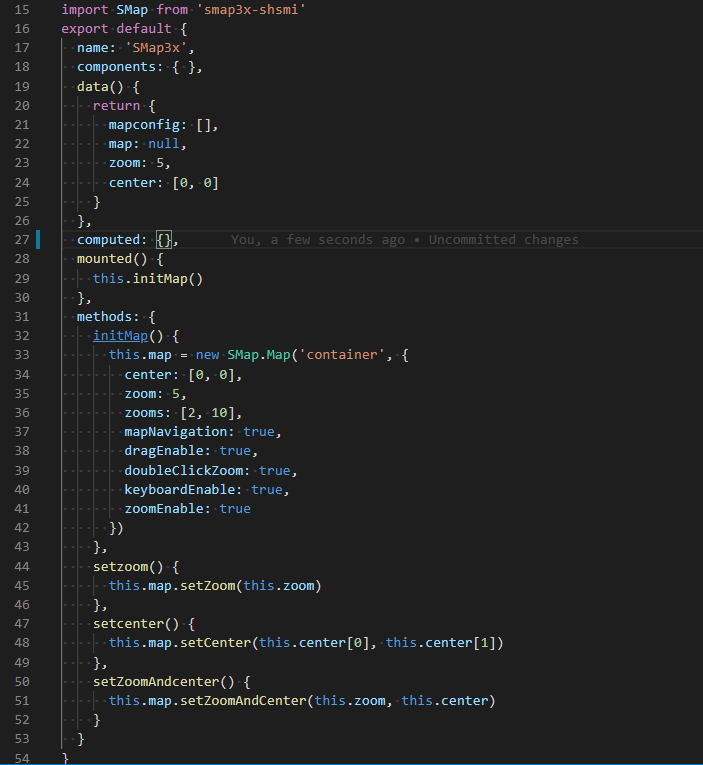 15 import SMap from 'smap3x-shsmi'
16 export default {
17   name: 'SMap3x',
18   components: { },
19   data() {
20     return {
21       mapconfig: [],
22       map: null,
23       zoom: 5,
24       center: [0, 0]
25     }
26   },
27   computed: {}, You, a few seconds ago • Uncommitted changes
28   mounted() {
29     this.initMap()
30   },
31   methods: {
32     initMap() {
33       this.map = new SMap.Map('container', {
34         center: [0, 0],
35         zoom: 5,
36         zooms: [2, 10],
37         mapNavigation: true,
38         dragEnable: true,
39         doubleClickZoom: true,
40         keyboardEnable: true,
41         zoomEnable: true
42       })
43     },
44     setzoom() {
45       this.map.setZoom(this.zoom)
46     },
47     setcenter() {
48       this.map.setCenter(this.center[0], this.center[1])
49     },
50     setZoomAndcenter() {
51       this.map.setZoomAndCenter(this.zoom, this.center)
52     }
53   }
54 }